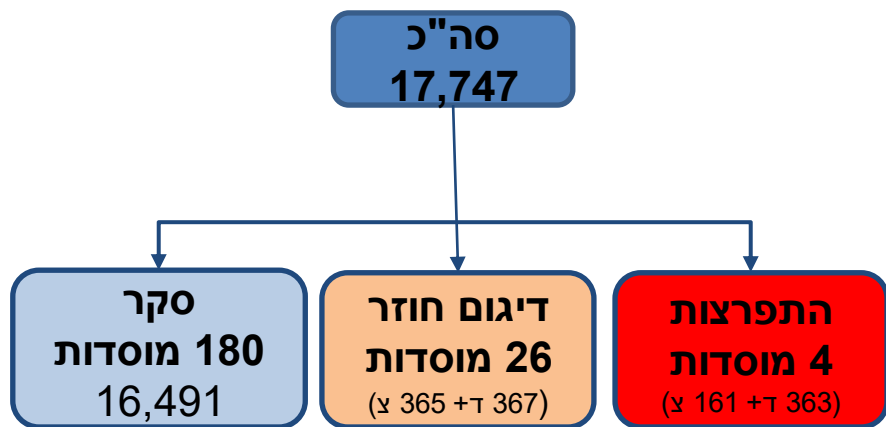 סה"כ
17,747
התפרצות
4 מוסדות
(363 ד+ 161 צ)
דיגום חוזר
26 מוסדות
(367 ד+ 365 צ)
סקר
180 מוסדות
16,491